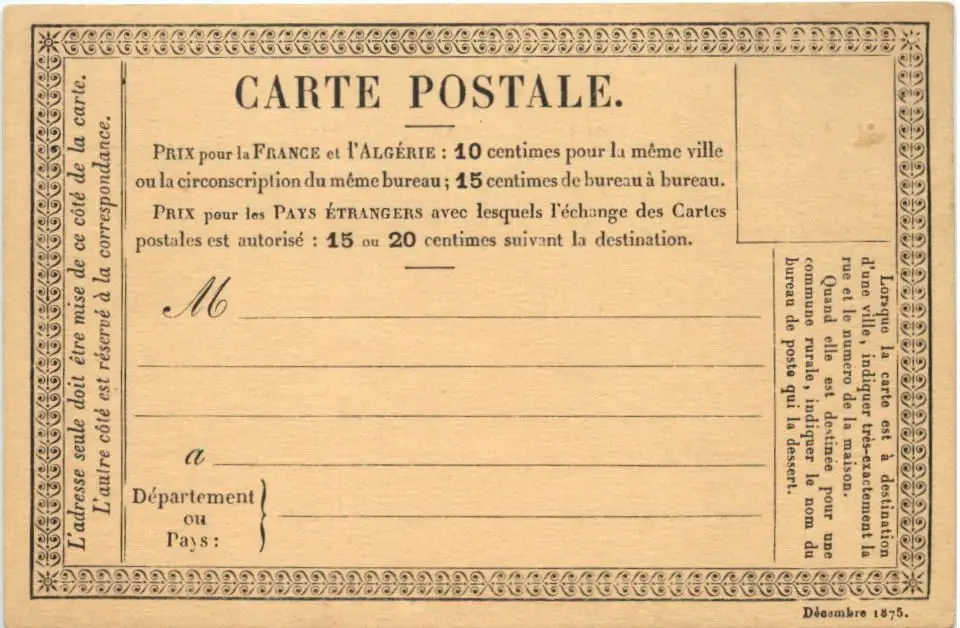 CARTE POSTALE.
PRIX pour la FRANCE et l'ALGÉRIE : 10 centimes pour la même ville
ou la circonscription du même bureau ; 15 centimes de bureau à bureau.
PRIX pour les PAYS ÉTRANGERS avec lesquels l'échange des Cartes
postales est autorisé : 15 ou 20 centimes suivant la destination.
M
a
Département
ou
Pays :
L'adresse seule doit être mise de ce côté de la carte.
L'autre côté est réservé à la correspondance.
Lorsque la carte est à destination
d'une ville, indiquer très-exactement la
rue et le numero de la maison.
Quand elle est destinée pour une
commune rurale, indiquer le nom du
bureau de poste qui la dessert.
Décembre 1875.